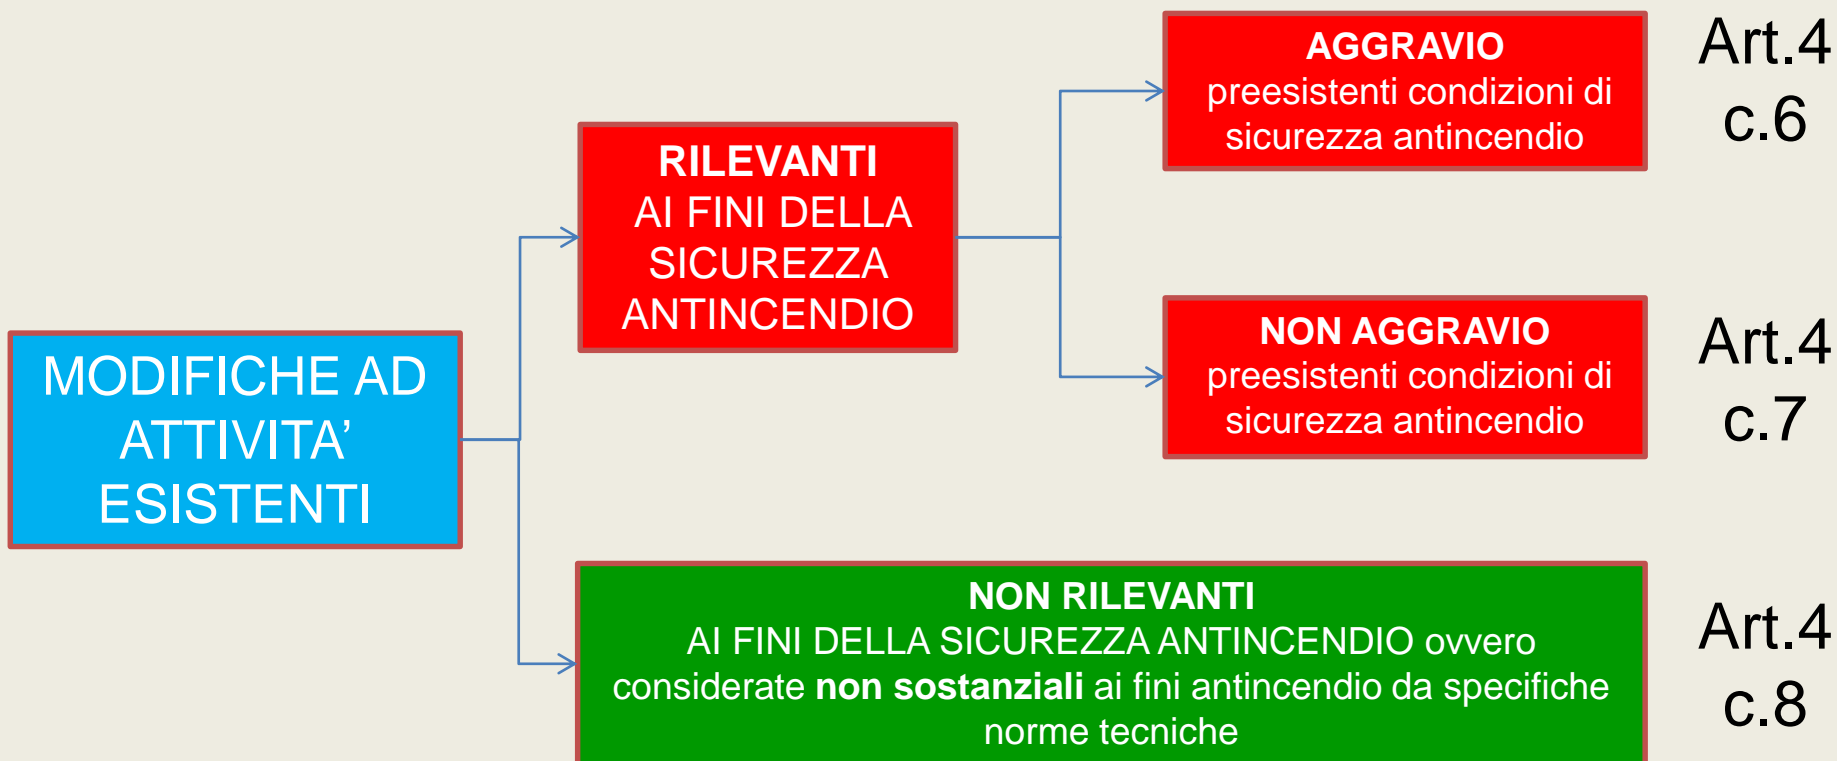 MODIFICHE AD
ATTIVITA’
ESISTENTI
RILEVANTI
AI FINI DELLA
SICUREZZA
ANTINCENDIO
AGGRAVIO
preesistenti condizioni di
sicurezza antincendio
Art.4
c.6
NON AGGRAVIO
preesistenti condizioni di
sicurezza antincendio
Art.4
c.7
NON RILEVANTI
AI FINI DELLA SICUREZZA ANTINCENDIO ovvero
considerate non sostanziali ai fini antincendio da specifiche
norme tecniche
Art.4
c.8